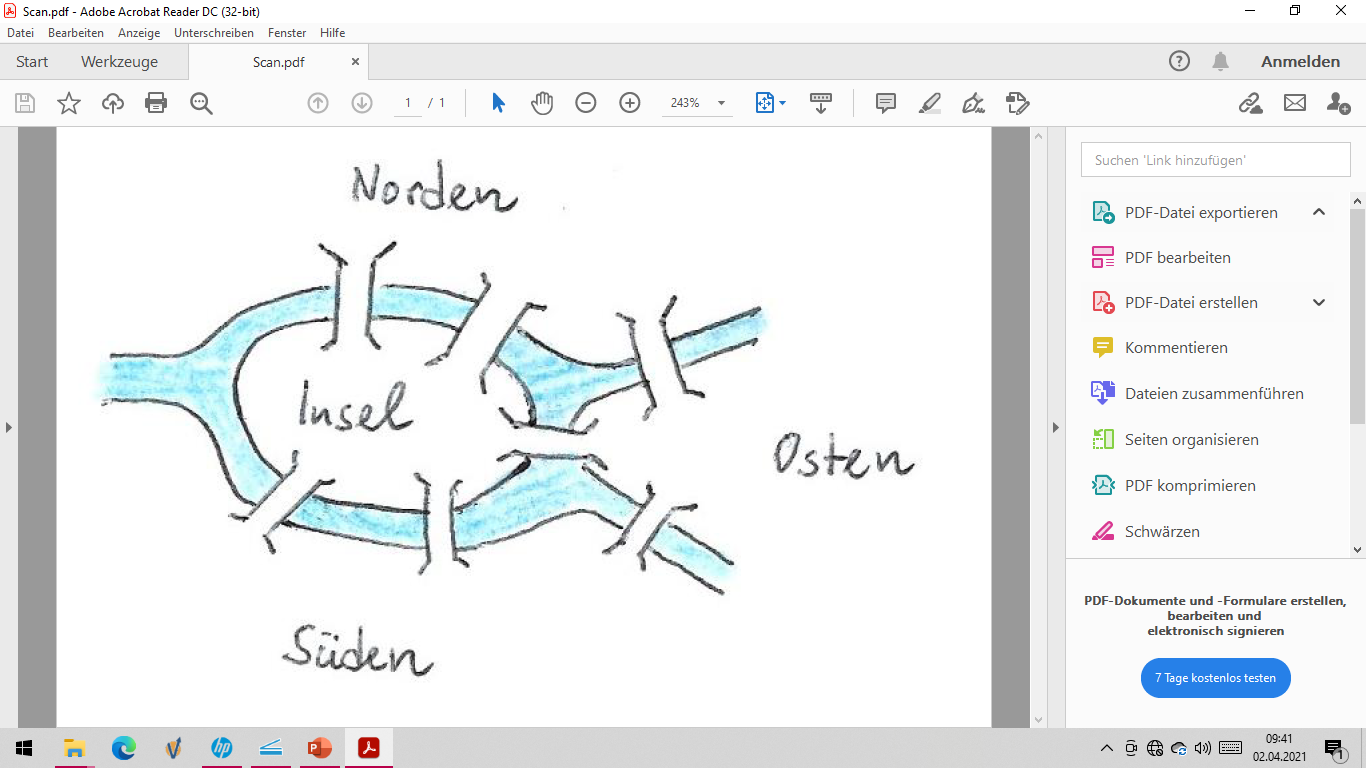 Scan.pdf - Adobe Acrobat Reader DC (32-bit)
Datei Bearbeiten Anzeige Unterschreiben Fenster Hilfe
Start Werkzeuge Scan.pdf × Anmelden
1 / 1 243%
Suchen 'Link hinzufügen'
PDF-Datei exportieren
PDF bearbeiten
PDF-Datei erstellen
Kommentieren
Dateien zusammenführen
Seiten organisieren
PDF komprimieren
Schwärzen
PDF-Dokumente und -Formulare erstellen,
bearbeiten und
elektronisch signieren
7 Tage kostenlos testen
Norden
Insel
Osten
Süden
09:41
02.04.2021
1